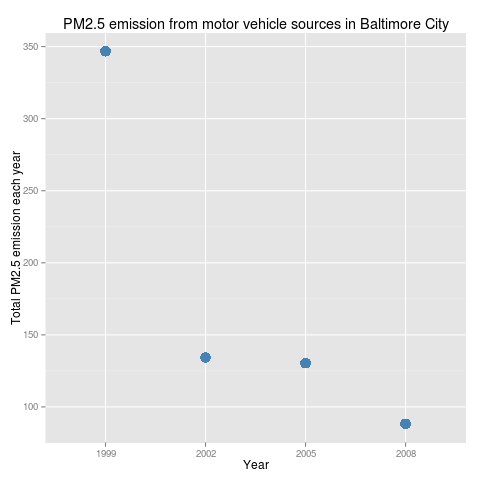 PM2.5 emission from motor vehicle sources in Baltimore City
Total PM2.5 emission each year
350
300
250
200
150
100
1999 2002 2005 2008
Year